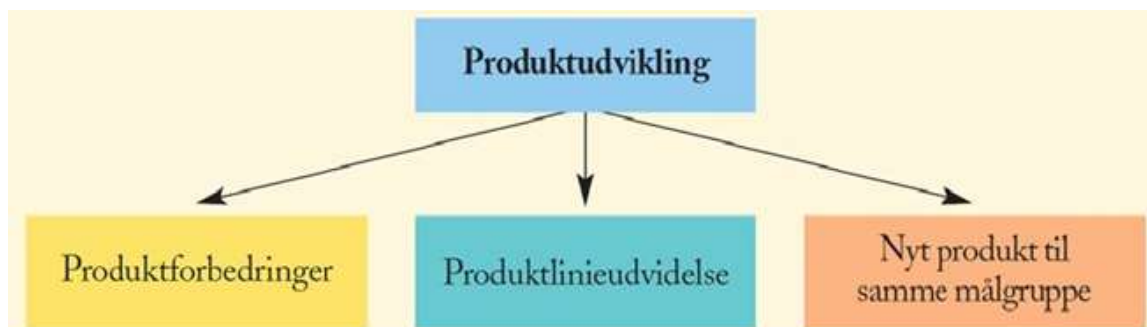 Produktudvikling
Produktforbedringer
Produktlinieudvidelse
Nyt produkt til
samme målgruppe